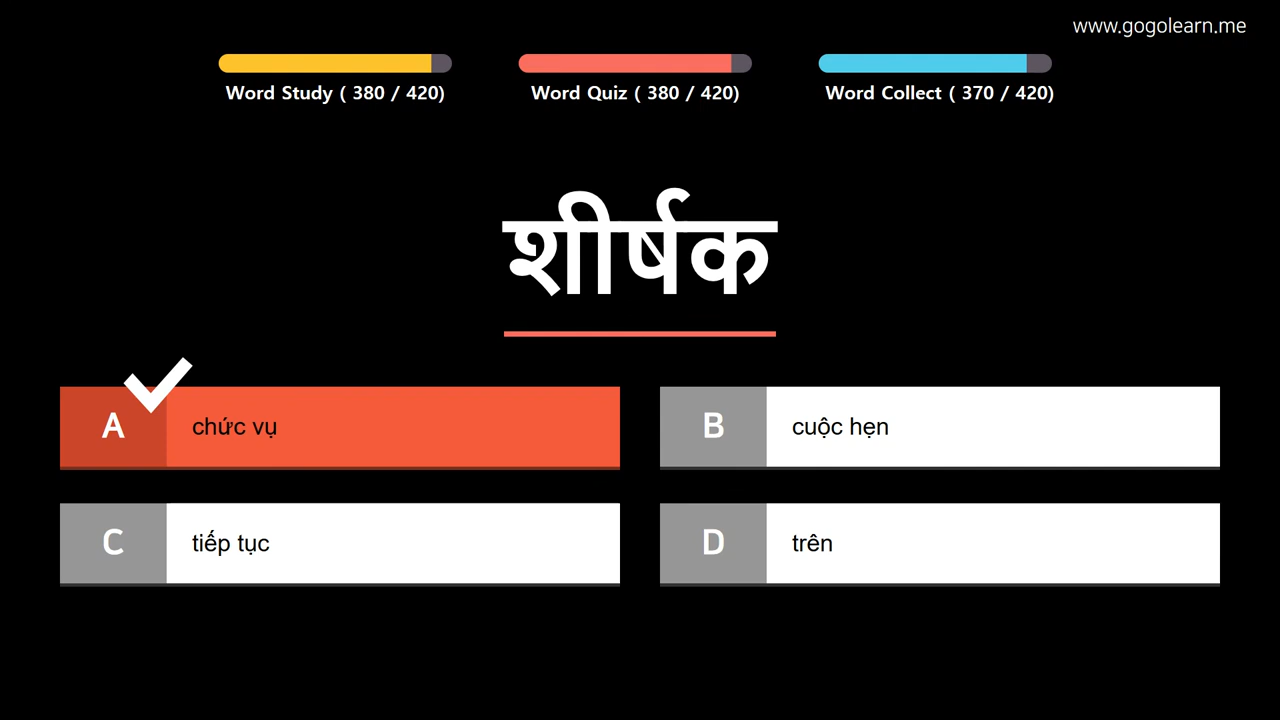 www.gogolearn.me
Word Study ( 380 / 420)
Word Quiz ( 380 / 420)
Word Collect ( 370 / 420)
शीर्षक
A chức vụ
B cuộc hẹn
C tiếp tục
D trên